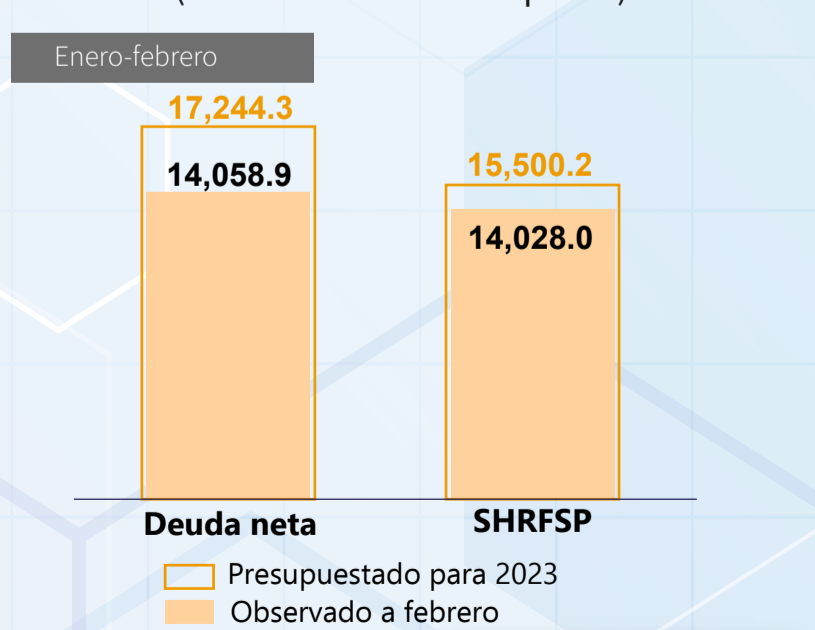 Enero-febrero
17,244.3
14,058.9
15,500.2
14,028.0
Deuda neta
SHRFSP
Presupuestado para 2023
Observado a febrero